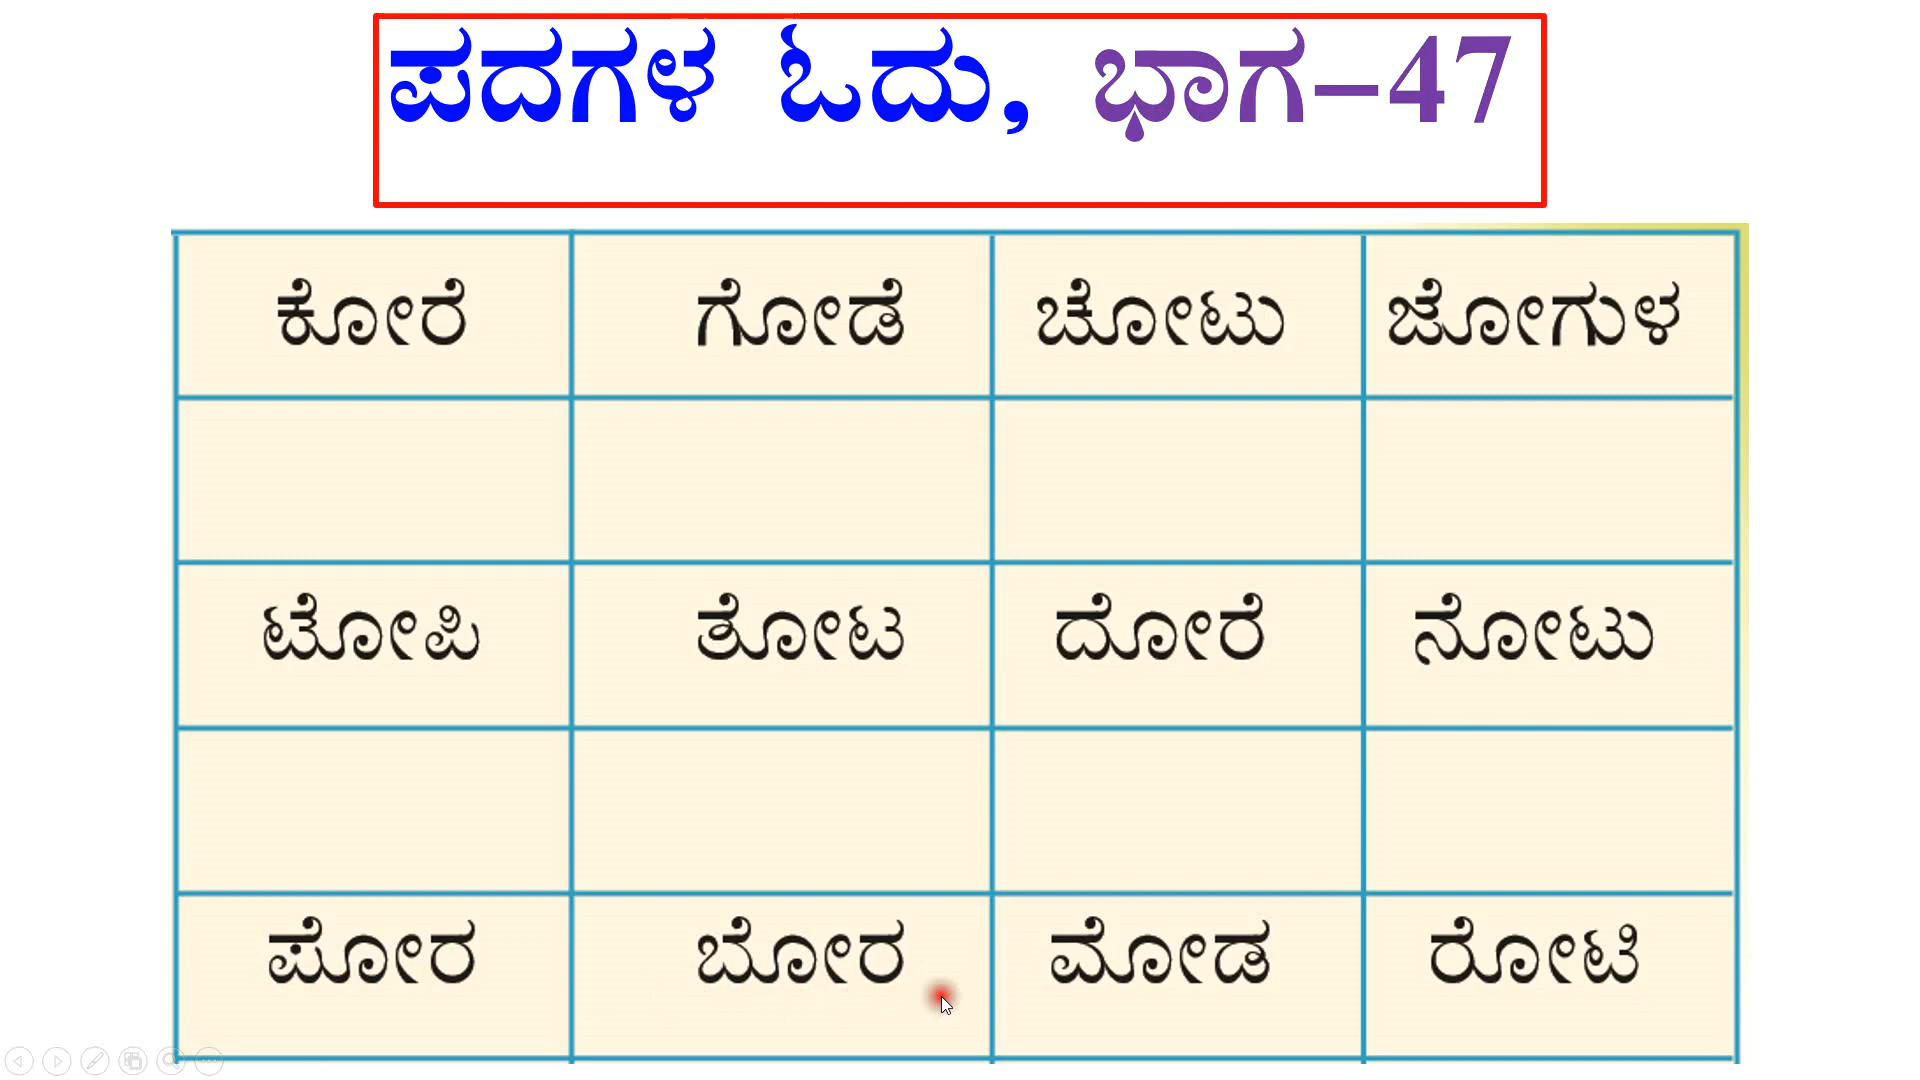 ಪದಗಳ ಓದು, ಭಾಗ–47
ಕೋರೆ ಗೋಡೆ ಚೋಟು ಜೋಗುಳ
ಟೋಪಿ ತೋಟ ದೋರೆ ನೋಟು
ಪೋರ ಬೋರ ಮೋಡ ರೋಟಿ